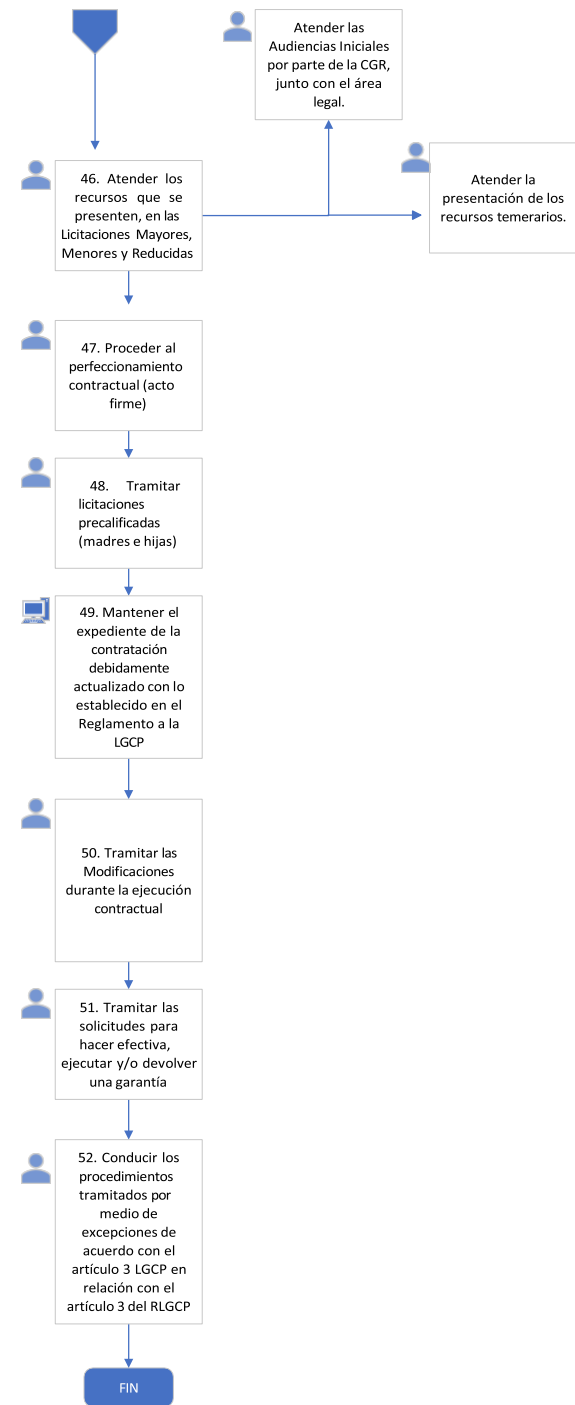 Atender las
Audiencias Iniciales
por parte de la CGR,
junto con el área
legal.
Atender la
presentación de los
recursos temerarios.
46. Atender los
recursos que se
presenten, en las
Licitaciones Mayores,
Menores y Reducidas
47. Proceder al
perfeccionamiento
contractual (acto
firme)
48. Tramitar
licitaciones
precalificadas
(madres e hijas)
49. Mantener el
expediente de la
contratación
debidamente
actualizado con lo
establecido en el
Reglamento a la
LGCP
50. Tramitar las
Modificaciones
durante la ejecución
contractual
51. Tramitar las
solicitudes para
hacer efectiva,
ejecutar y/o devolver
una garantía
52. Conducir los
procedimientos
tramitados por
medio de
excepciones de
acuerdo con el
artículo 3 LGCP en
relación con el
artículo 3 del RLGCP
FIN